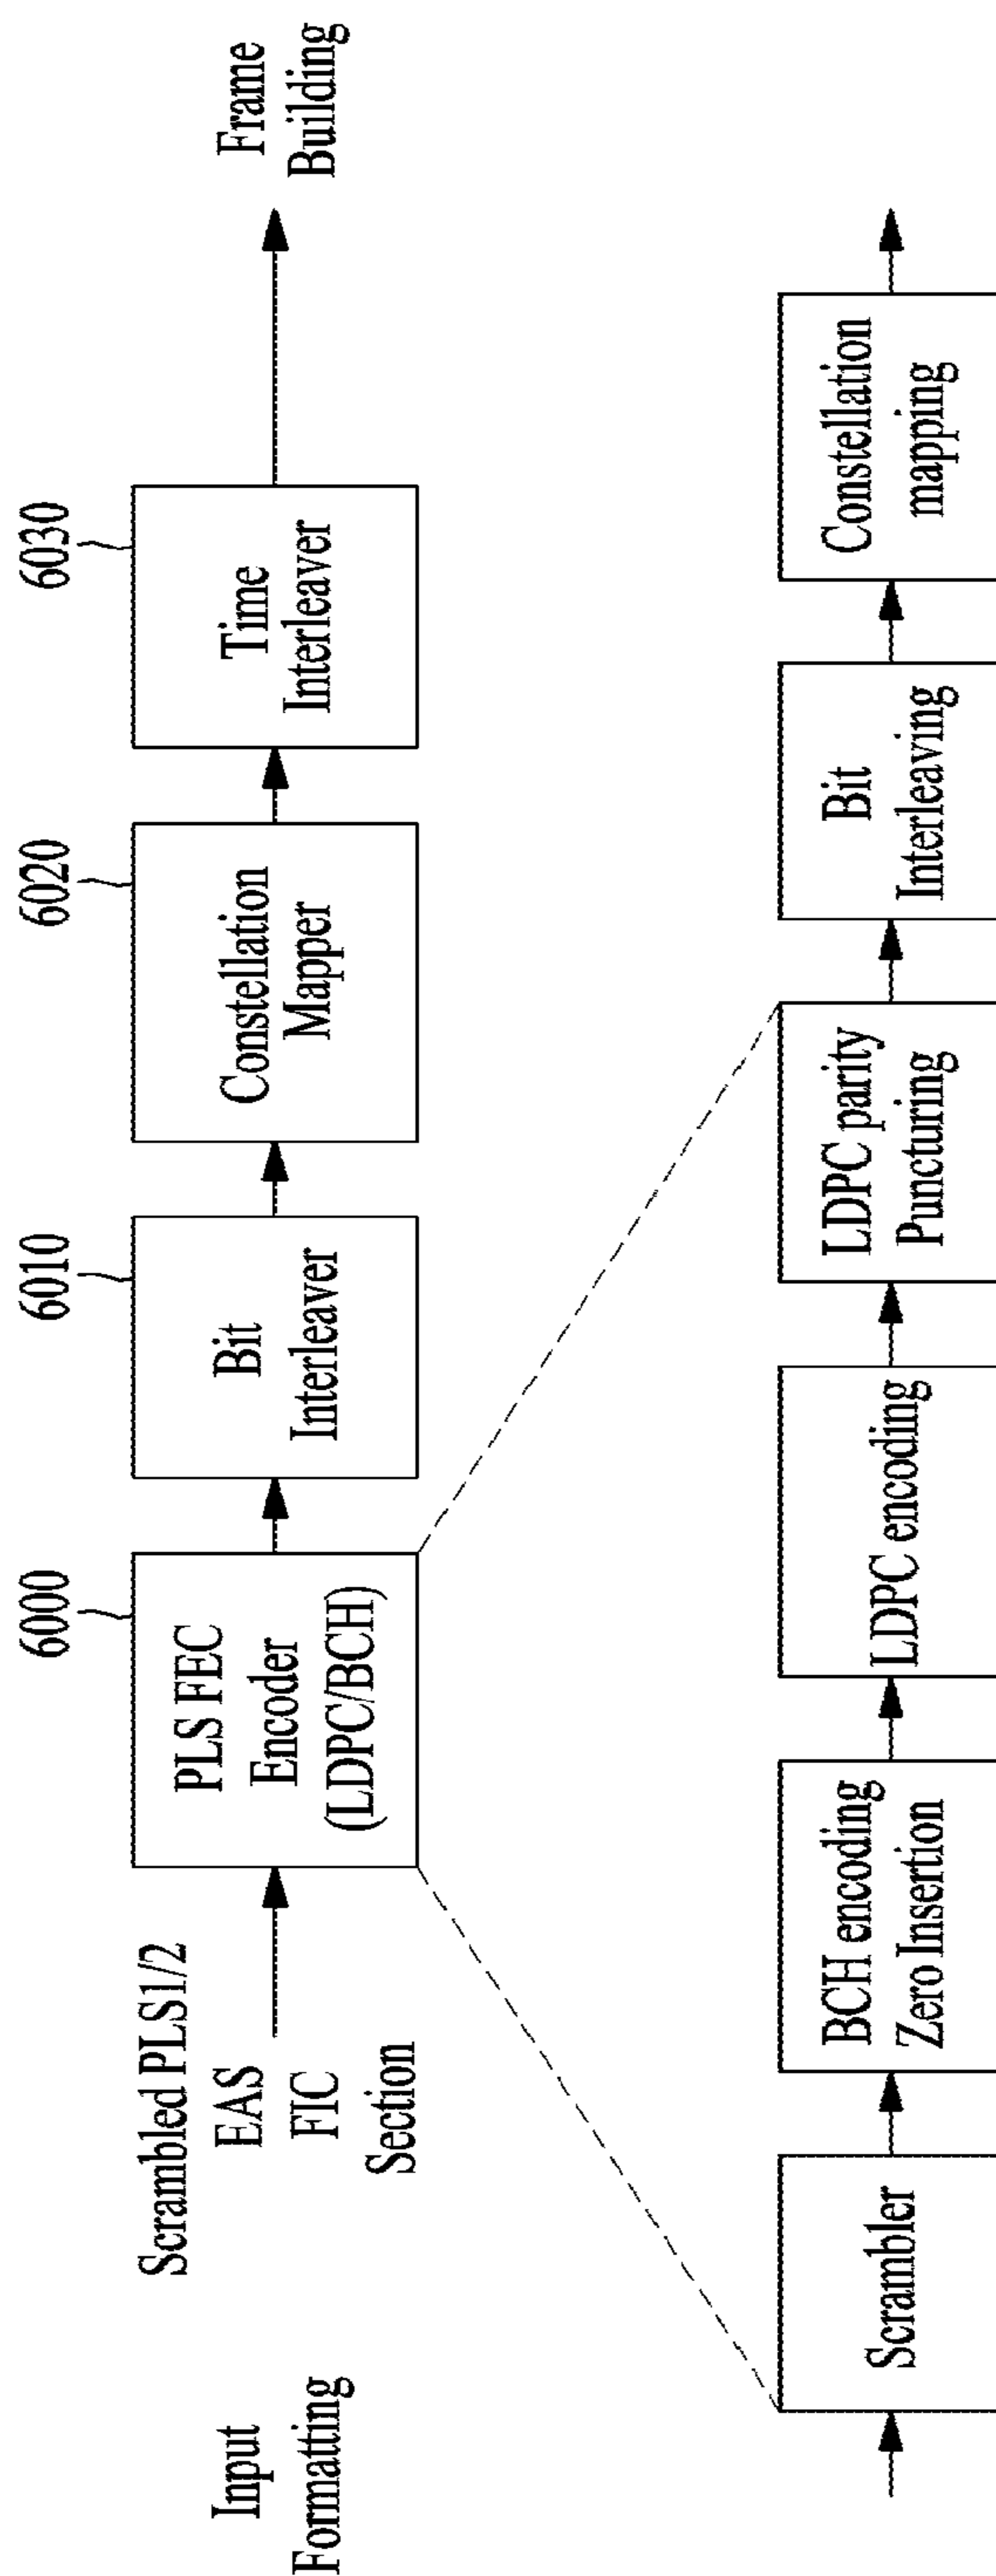 Input
Formatting
Scrambled PLS1/2
EAS
FIC
Section
6000
PLS FEC
Encoder
(LDPC/BCH)
6010
Bit
Interleaver
6020
Constellation
Mapper
6030
Time
Interleaver
Frame
Building
Scrambler
BCH encoding
Zero Insertion
LDPC encoding
LDPC parity
Puncturing
Bit
Interleaving
Constellation
mapping